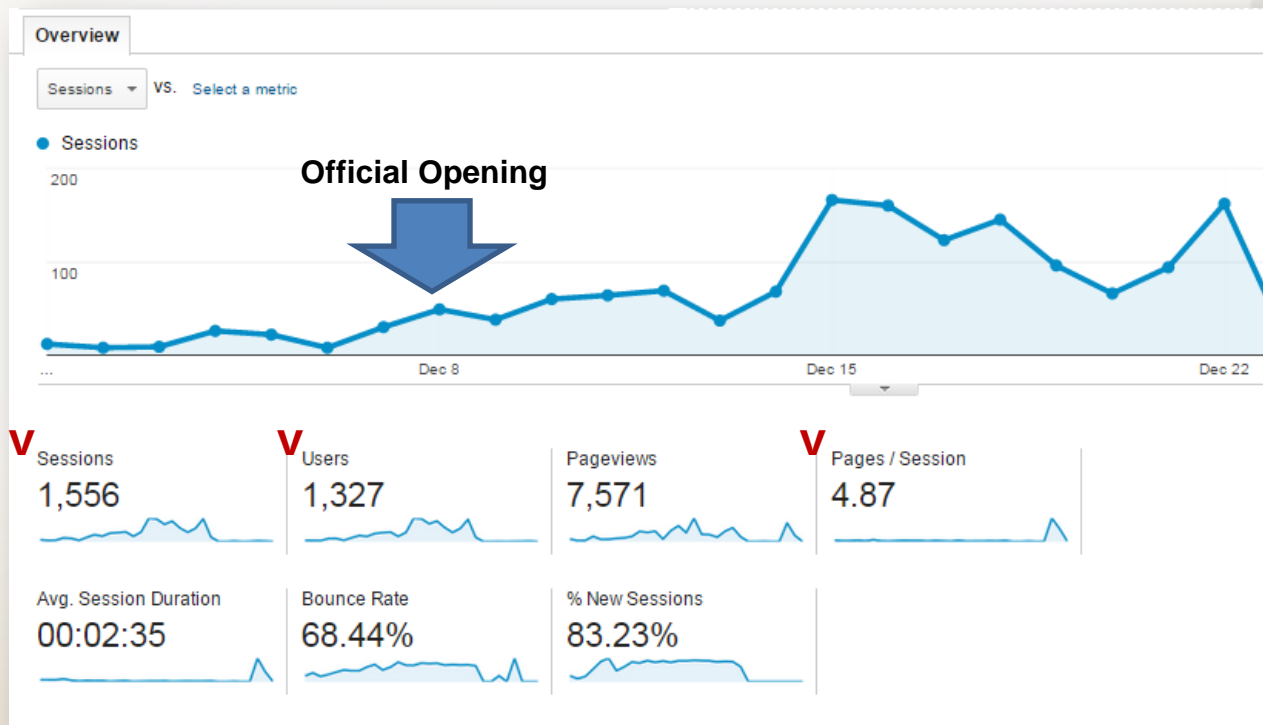 Overview
Sessions VS. Select a metric
Sessions
Official Opening
200
100
... Dec 8 Dec 15 Dec 22
V V V
Sessions Users Pageviews Pages / Session
1,556 1,327 7,571 4.87
Avg. Session Duration Bounce Rate % New Sessions
00:02:35 68.44% 83.23%